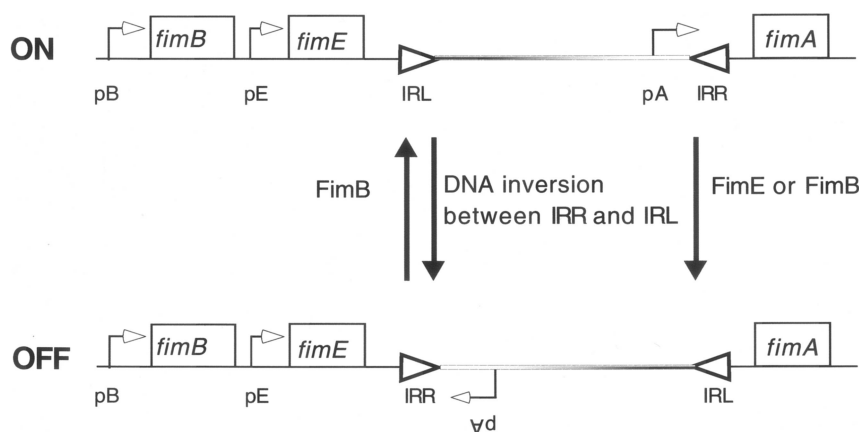 ON fimB fimE fimA
pB pE IRL pA IRR
FimB DNA inversion between IRR and IRL FimE or FimB
OFF fimB fimE fimA
pB pE IRR IRL
pA